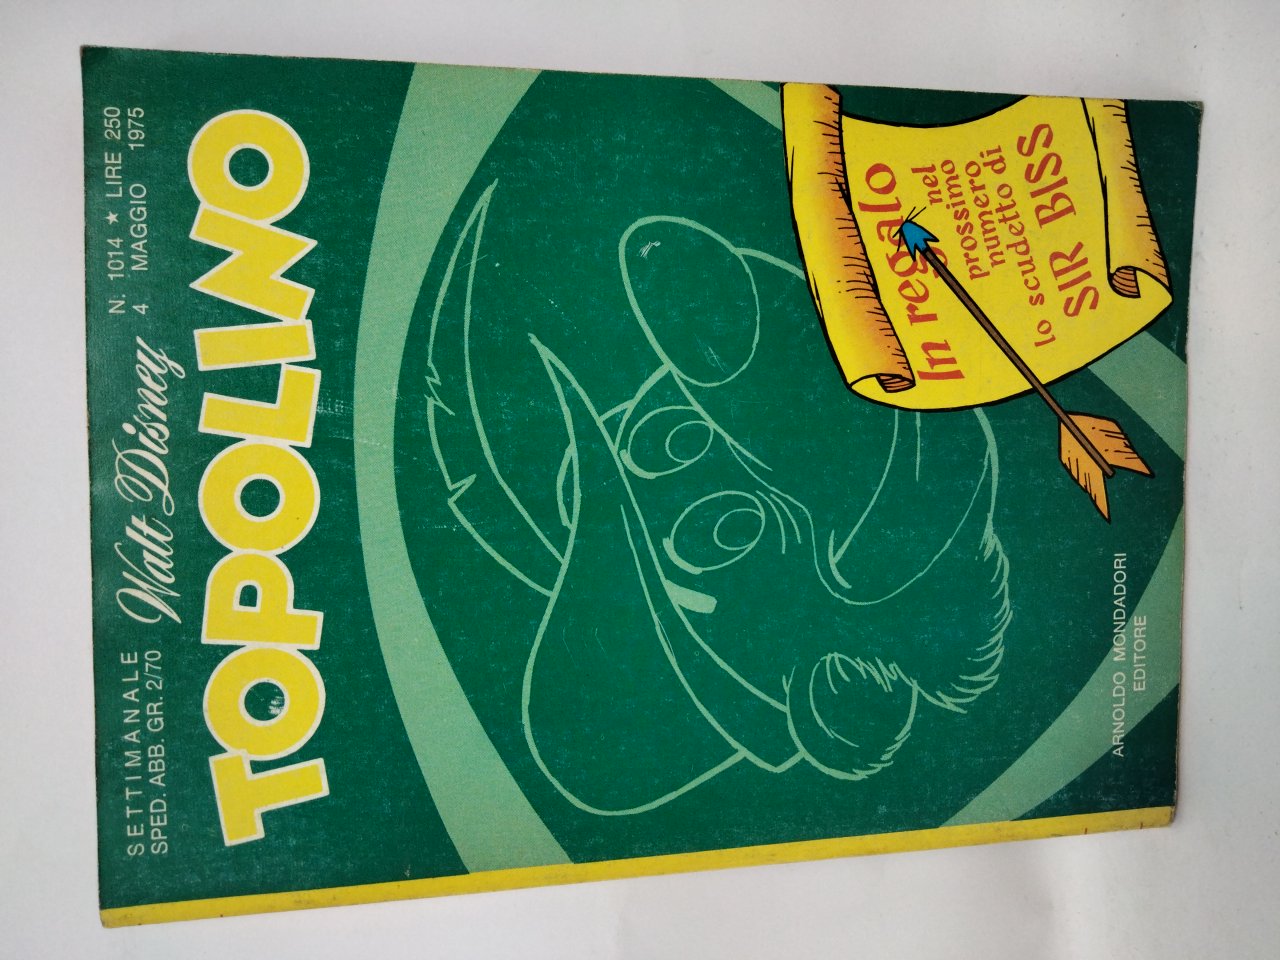 SETTIMANALE
SPED. ABB. GR. 2/70
Walt Disney
N. 1014 ★ LIRE 250
4 MAGGIO 1975
TOPOLINO
In regalo
nel
prossimo
numero
lo scudetto di
SIR BISS
ARNOLDO MONDADORI
EDITORE